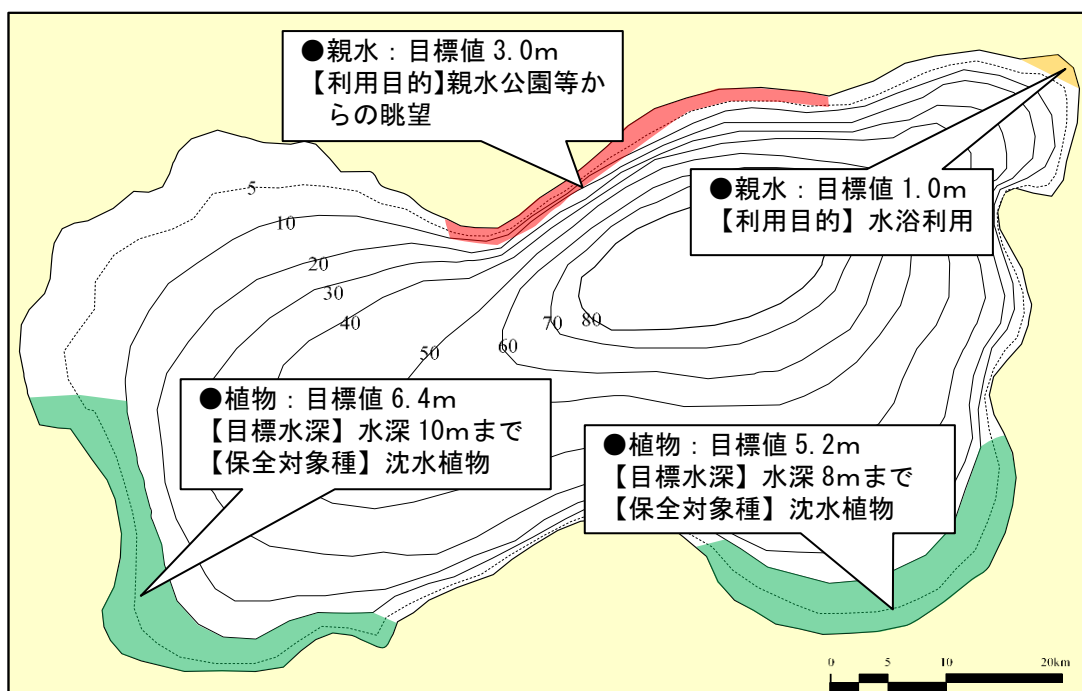 ●親水：目標値 3.0ｍ
【利用目的】親水公園等か
らの眺望
●親水：目標値 1.0ｍ
【利用目的】水浴利用
5
10
20
30
40
50
60
70
80
●植物：目標値 6.4ｍ
【目標水深】水深 10ｍまで
【保全対象種】沈水植物
●植物：目標値 5.2ｍ
【目標水深】水深 8ｍまで
【保全対象種】沈水植物
0 5 10 20km